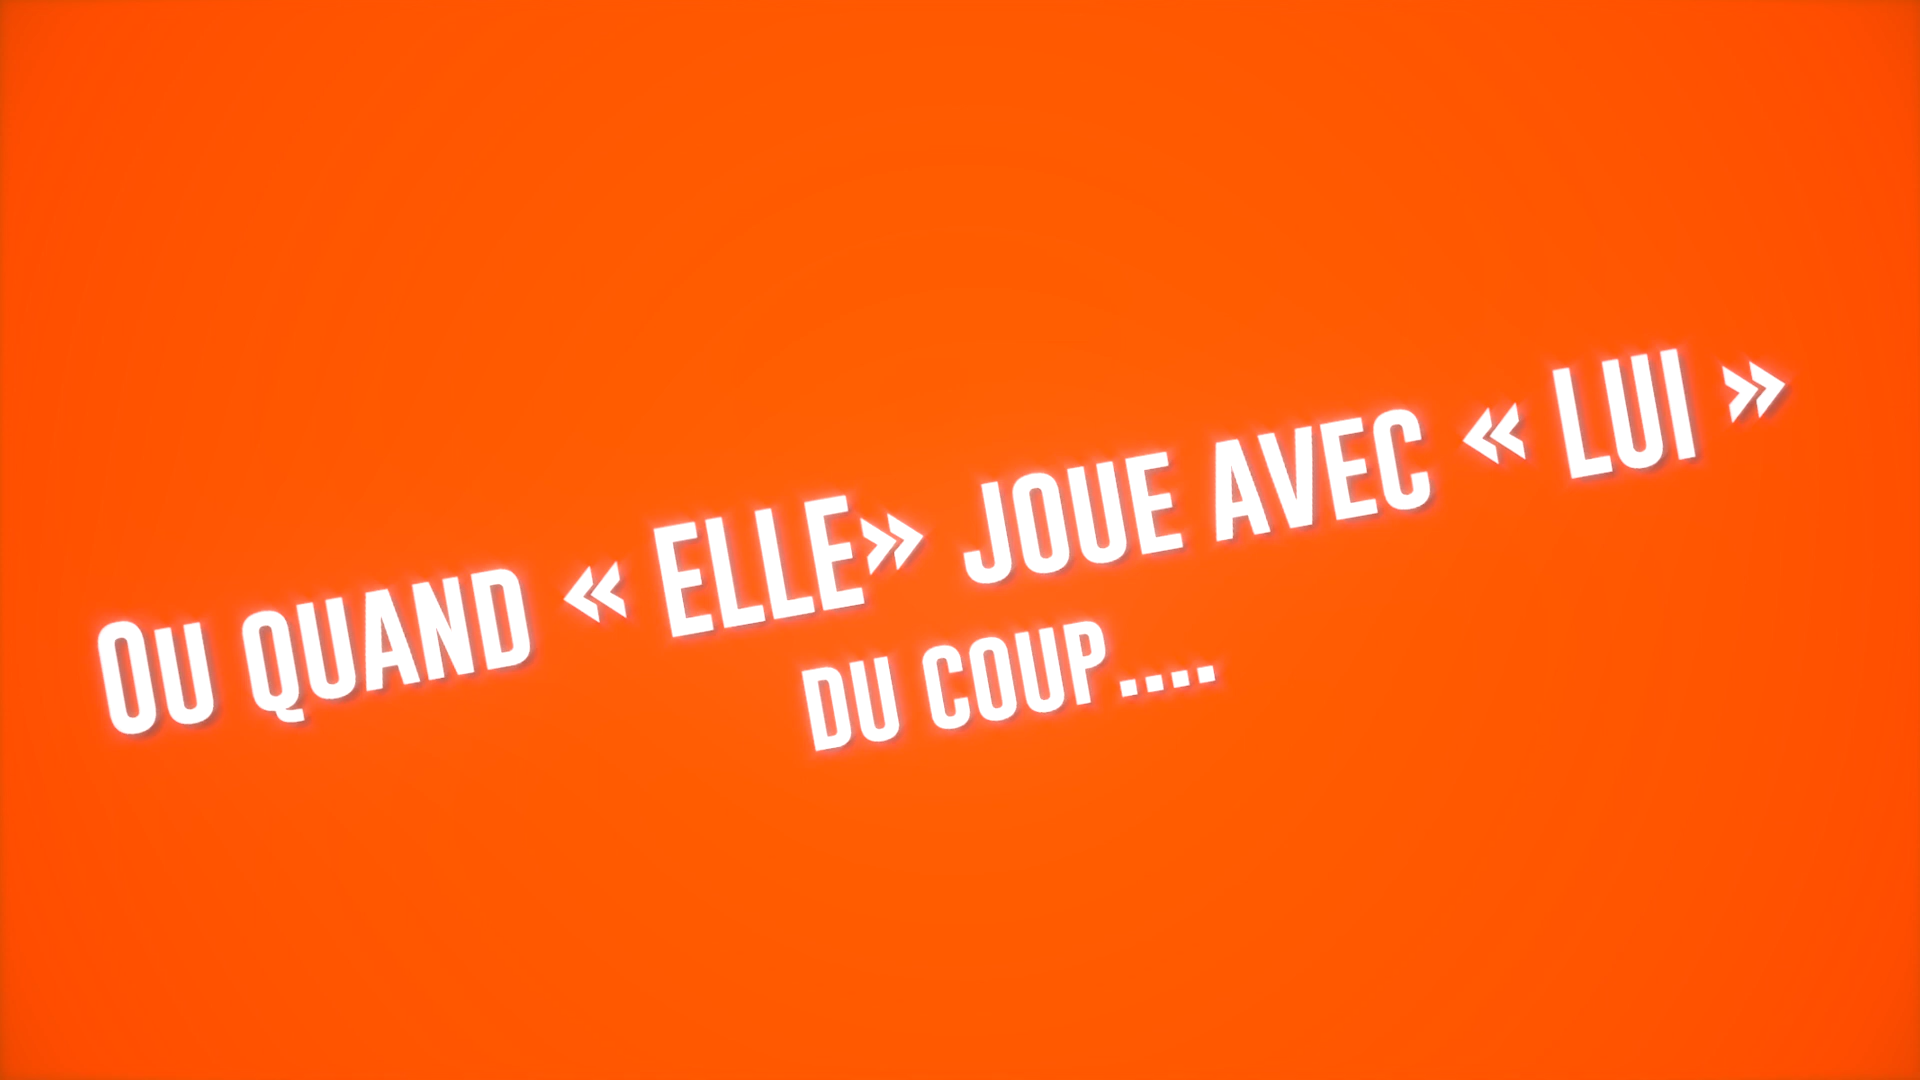 Ou quand « ELLE» joue avec « LUI »
du coup....